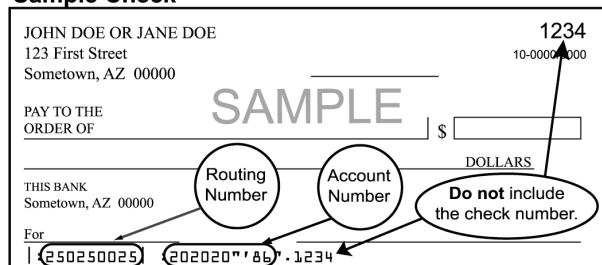 Sample Check
JOHN DOE OR JANE DOE
1234
123 First Street
10-0000/000
Sometown, AZ 00000
SAMPLE
PAY TO THE
ORDER OF
$
DOLLARS
Routing
Number
Account
Number
Do not include
the check number.
THIS BANK
Sometown, AZ 00000
For
250250025 202020"'86".1234